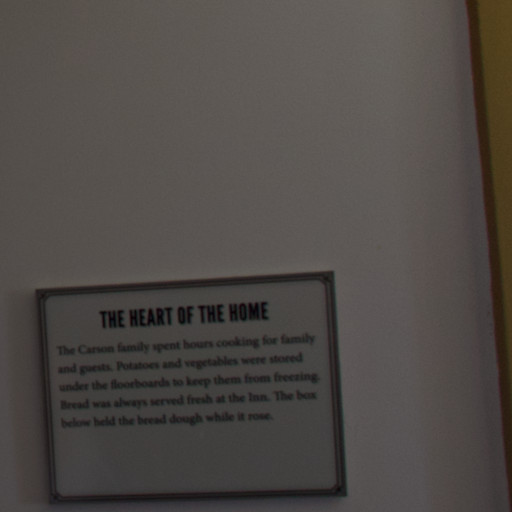 THE HEART OF THE HOME
The Carson family spent hours cooking for family
and guests. Potatoes and vegetables were stored
under the floorboards to keep them from freezing.
Bread was always served fresh at the Inn. The box
below held the bread dough while it rose.